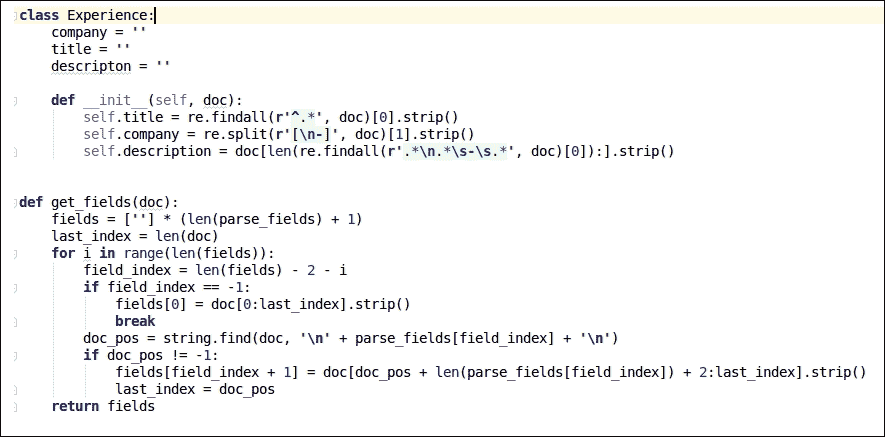 class Experience:
    company = ''
    title = ''
    descripton = ''

    def __init__(self, doc):
        self.title = re.findall(r'^.*', doc)[0].strip()
        self.company = re.split(r'[\n-]', doc)[1].strip()
        self.description = doc[len(re.findall(r'.*\n.*\s-\s.*', doc)[0]):].strip()


def get_fields(doc):
    fields = [''] * (len(parse_fields) + 1)
    last_index = len(doc)
    for i in range(len(fields)):
        field_index = len(fields) - 2 - i
        if field_index == -1:
            fields[0] = doc[0:last_index].strip()
            break
        doc_pos = string.find(doc, '\n' + parse_fields[field_index] + '\n')
        if doc_pos != -1:
            fields[field_index + 1] = doc[doc_pos + len(parse_fields[field_index]) + 2:last_index].strip()
            last_index = doc_pos
    return fields